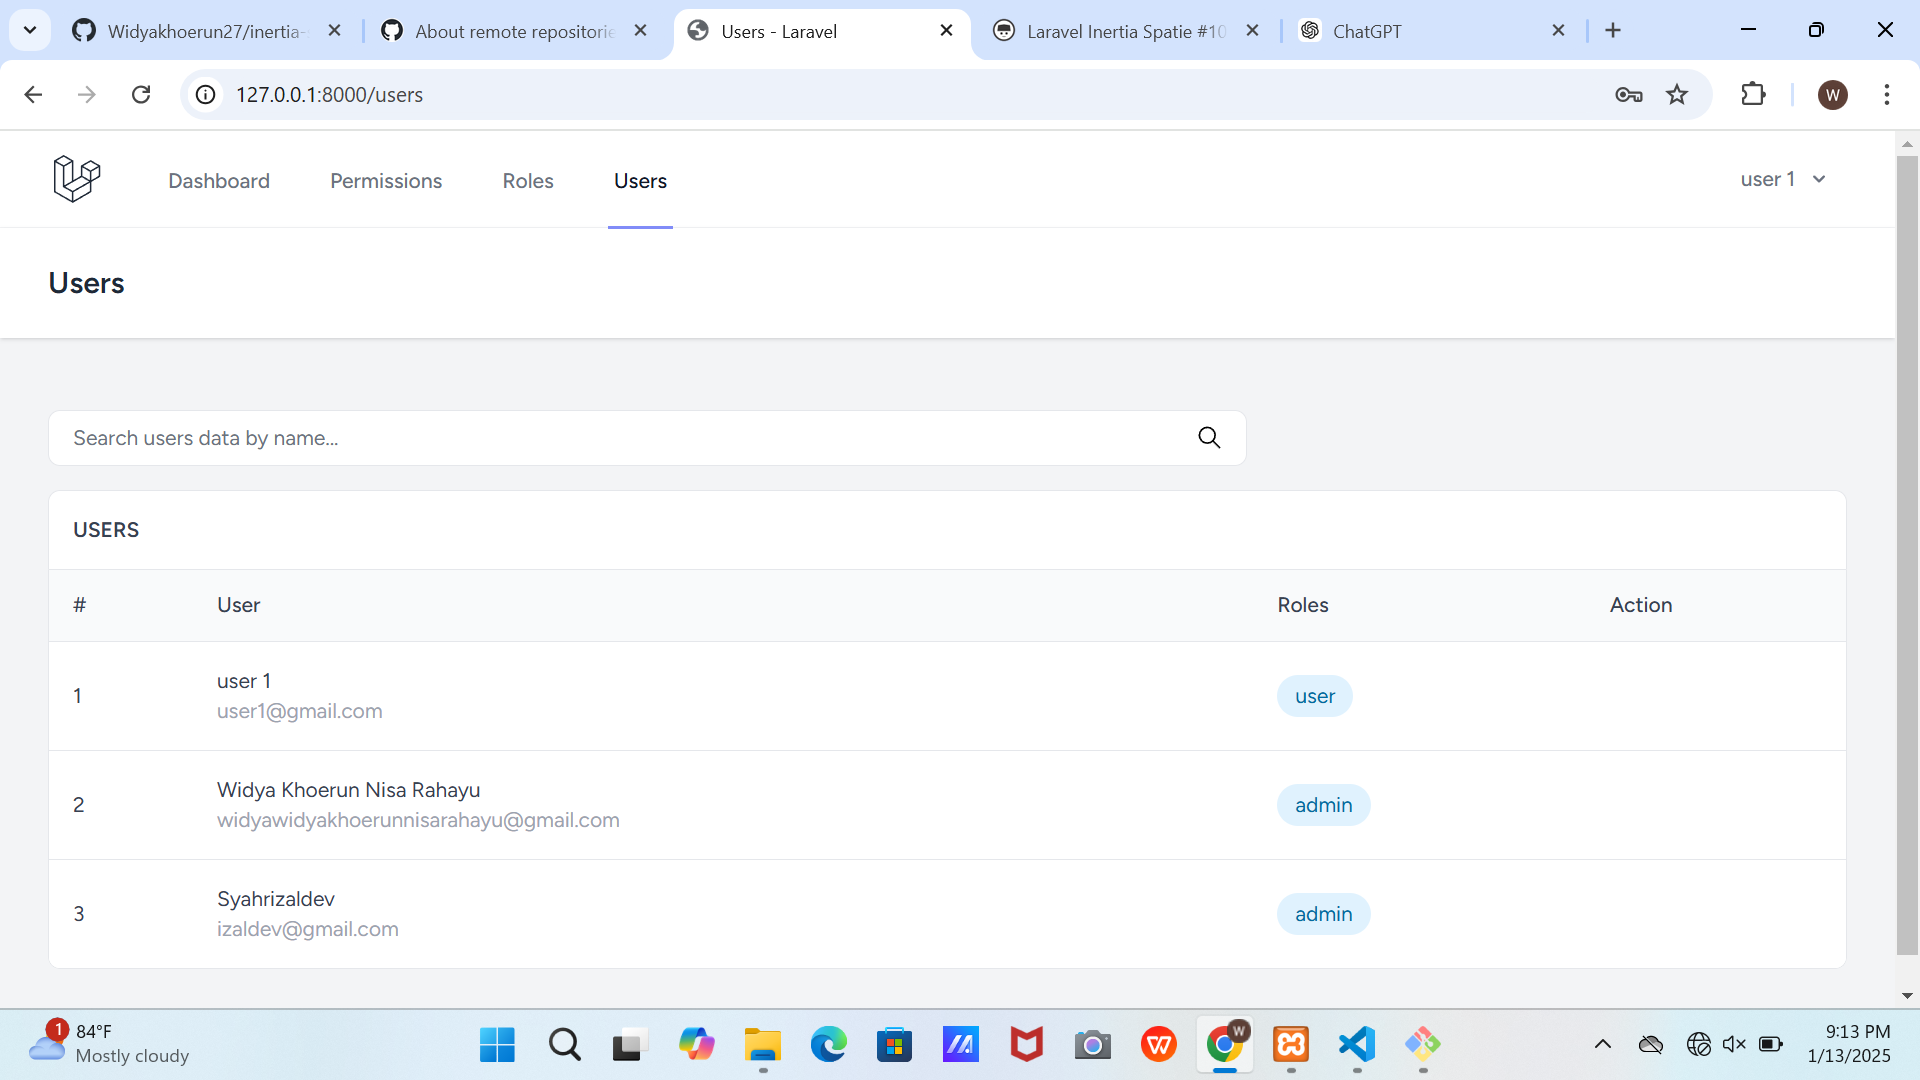 Widyakhoerun27/inertia-
About remote repositorie
Users - Laravel
Laravel Inertia Spatie #10
ChatGPT
127.0.0.1:8000/users
W
Dashboard
Permissions
Roles
Users
user 1
Users
Search users data by name...
USERS
# User Roles Action
1
user 1
user1@gmail.com
user
2
Widya Khoerun Nisa Rahayu
widyawidyakhoerunnisarahayu@gmail.com
admin
3
Syahrizaldev
izaldev@gmail.com
admin
1
84°F
Mostly cloudy
W
9:13 PM
1/13/2025